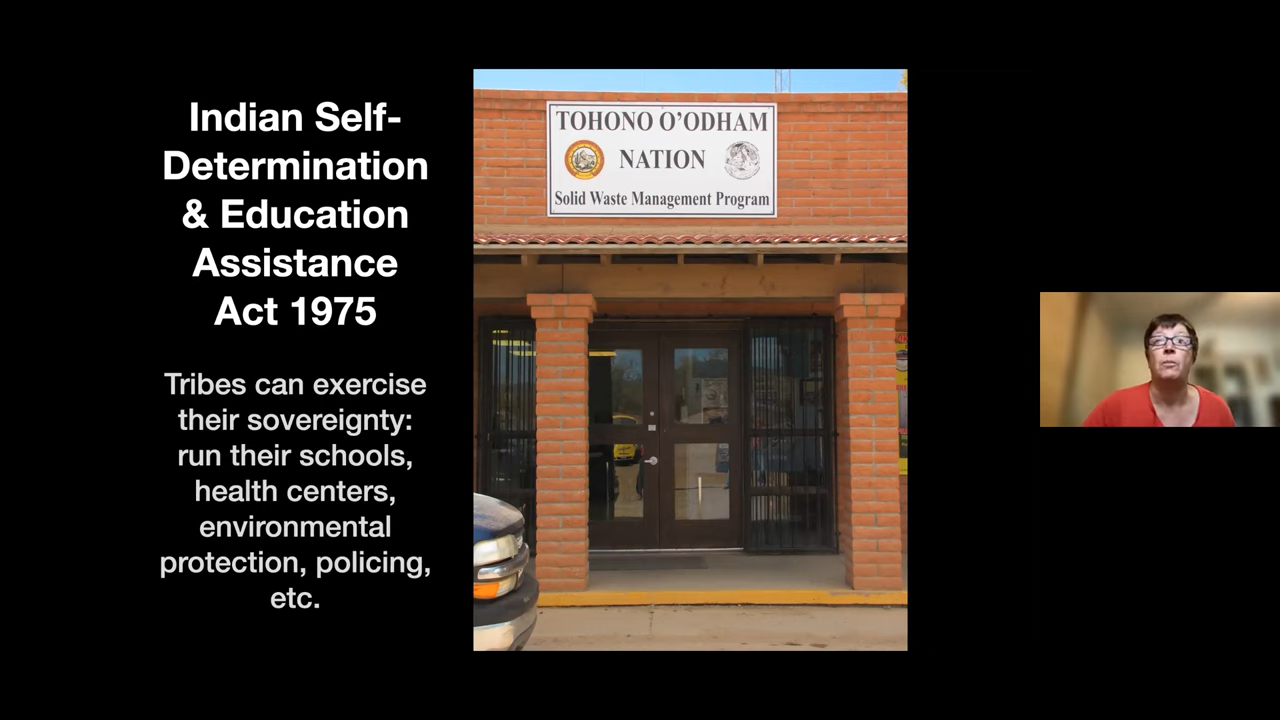 Indian Self-
Determination
& Education
Assistance
Act 1975
Tribes can exercise
their sovereignty:
run their schools,
health centers,
environmental
protection, policing,
etc.
TOHONO O'ODHAM
NATION
Solid Waste Management Program